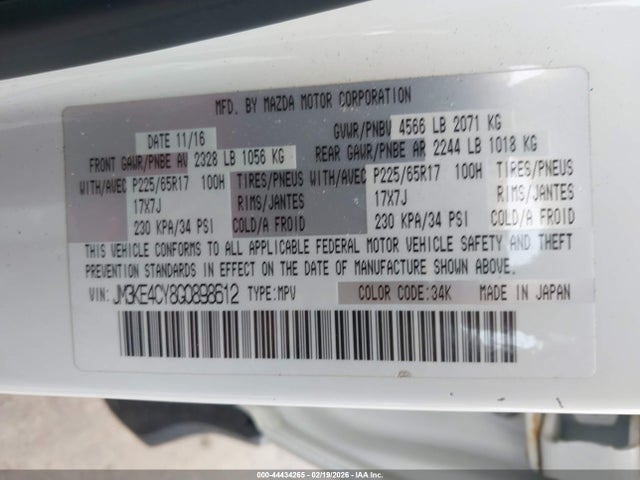 MFD. BY MAZDA MOTOR CORPORATION
DATE 11/16 GVWR/PNBV 4566 LB 2071 KG
FRONT GAWR/PNBE AV 2328 LB 1056 KG REAR GAWR/PNBE AR 2244 LB 1018 KG
WITH/AVEC P225/65R17 100H TIRES/PNEUS WITH/AVEC P225/65R17 100H TIRES/PNEUS
17X7J RIMS/JANTES 17X7J RIMS/JANTES
230 KPA/34 PSI COLD/A FROID 230 KPA/34 PSI COLD/A FROID
THIS VEHICLE CONFORMS TO ALL APPLICABLE FEDERAL MOTOR VEHICLE SAFETY AND THEFT
PREVENTION STANDARDS IN EFFECT ON THE DATE OF MANUFACTURE SHOWN ABOVE.
VIN: JM3KE4CY8G0898612 TYPE:MPV COLOR CODE:34K MADE IN JAPAN
000-44434265 - 02/19/2026 - IAA Inc.